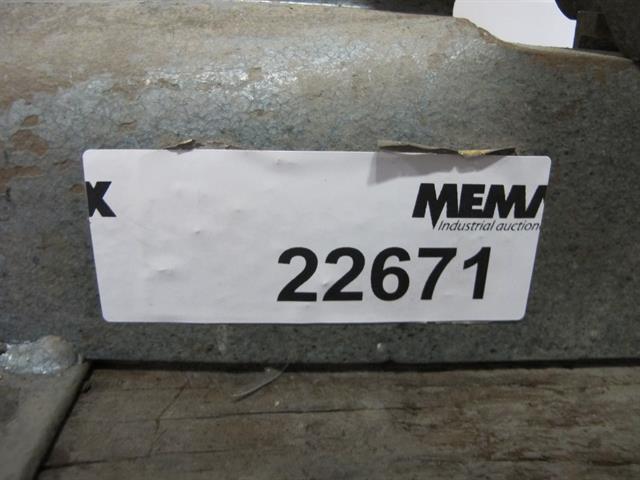 X MEMA
Industrial auction
22671